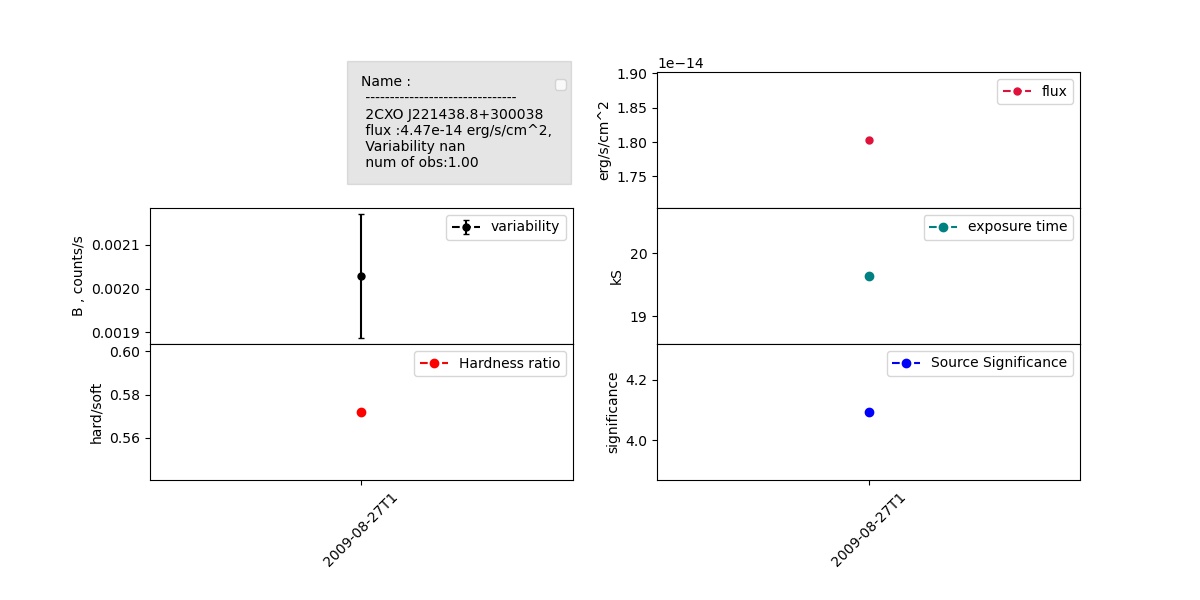 Name :
-------------------------------
2CXO J221438.8+300038
flux :4.47e-14 erg/s/cm^2,
Variability nan
num of obs:1.00
1e−14
1.90
1.85
1.80
1.75
erg/s/cm^2
flux
0.0021
0.0020
0.0019
B , counts/s
variability
20
19
kS
exposure time
0.60
0.58
0.56
hard/soft
Hardness ratio
4.2
4.0
significance
Source Significance
2009-08-27T1
2009-08-27T1